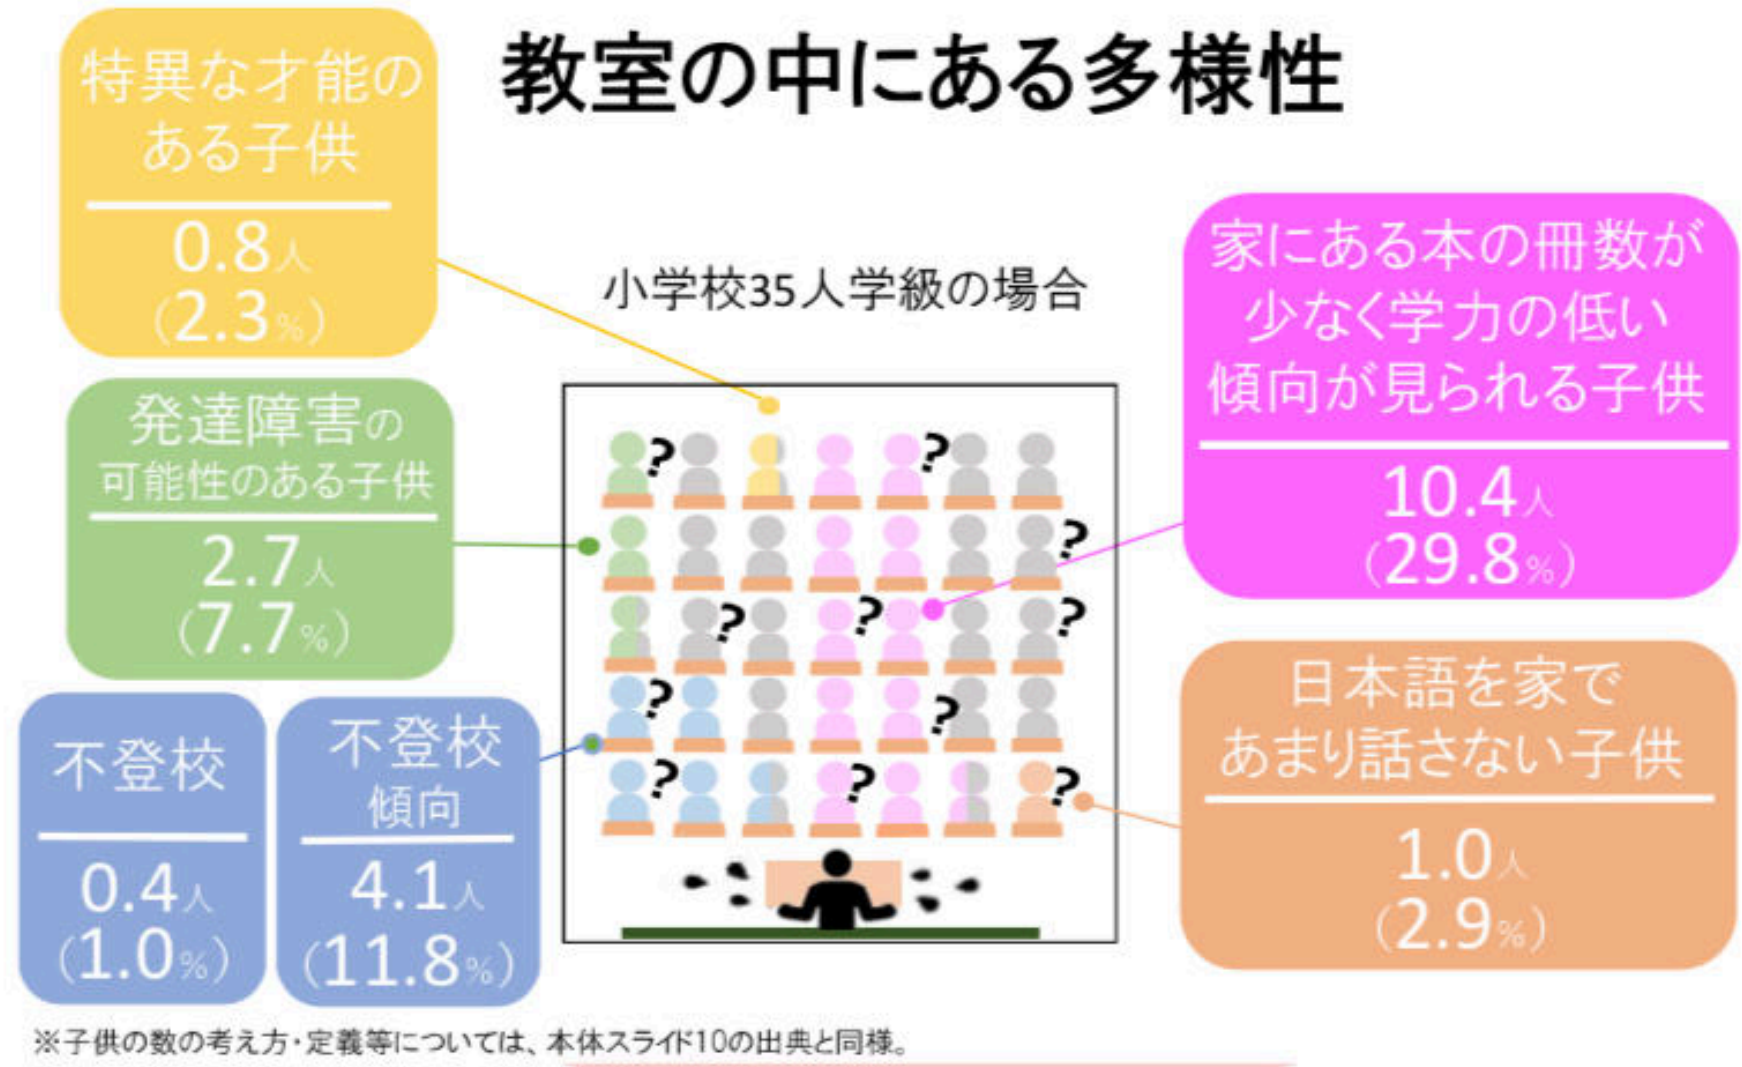 教室の中にある多様性
特異な才能の
ある子供
0.8人
(2.3%)
小学校35人学級の場合
家にある本の冊数が
少なく学力の低い
傾向が見られる子供
10.4人
(29.8%)
発達障害の
可能性のある子供
2.7人
(7.7%)
不登校
0.4人
(1.0%)
不登校
傾向
4.1人
(11.8%)
日本語を家で
あまり話さない子供
1.0人
(2.9%)
? ?
?
? ? ?
? ?
? ? ?
※子供の数の考え方・定義等については、本体スライド10の出典と同様。